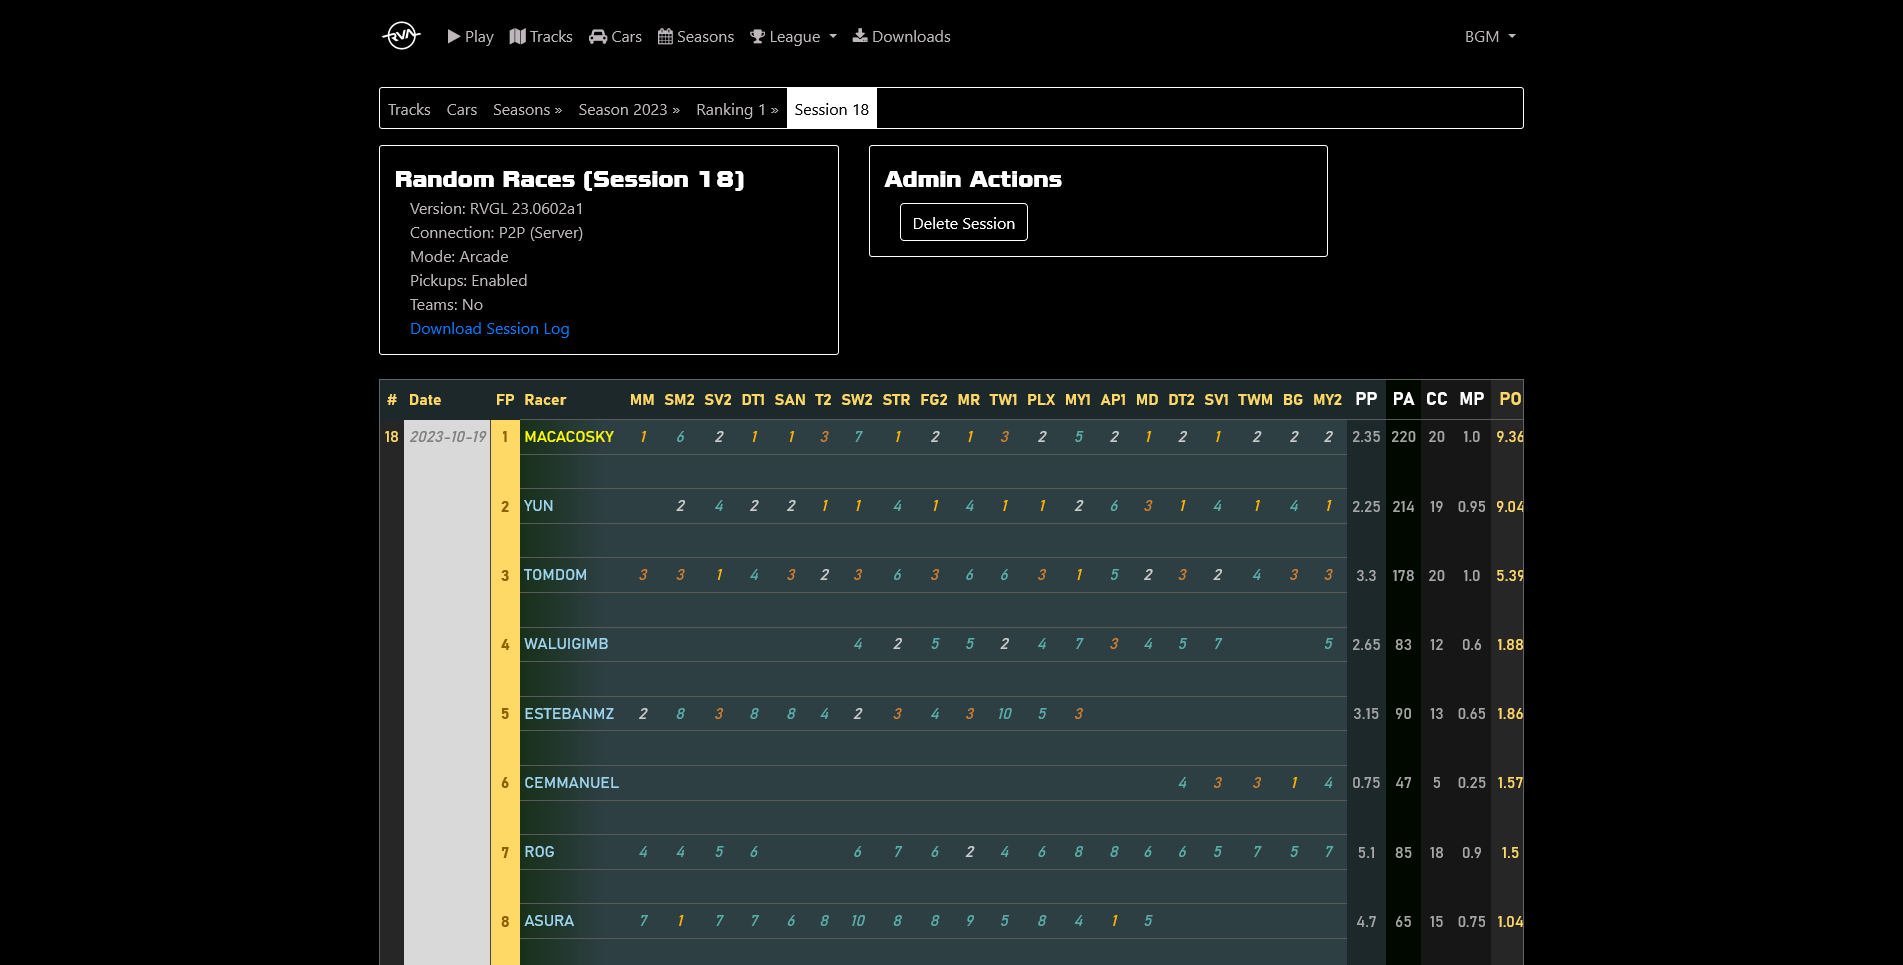 RVA Play Tracks Cars Seasons League Downloads BGM
Tracks Cars Seasons » Season 2023 » Ranking 1 » Session 18
Random Races (Session 18)
Version: RVGL 23.0602a1
Connection: P2P (Server)
Mode: Arcade
Pickups: Enabled
Teams: No
Download Session Log
Admin Actions
Delete Session
# Date FP Racer MM SM2 SV2 DT1 SAN T2 SW2 STR FG2 MR TW1 PLX MY1 AP1 MD DT2 SV1 TWM BG MY2 PP PA CC MP PO
18 2023-10-19 1 MACACOSKY 1 6 2 1 1 3 7 1 2 1 3 2 5 2 1 2 1 2 2 2 2.35 220 20 1.0 9.36
2 YUN 2 4 2 2 1 1 4 1 4 1 1 2 6 3 1 4 1 4 1 2.25 214 19 0.95 9.04
3 TOMDOM 3 3 1 4 3 2 3 6 3 6 6 3 1 5 2 3 2 4 3 3 3.3 178 20 1.0 5.39
4 WALUIGIMB 4 2 5 5 2 4 7 3 4 5 7 5 2.65 83 12 0.6 1.88
5 ESTEBANMZ 2 8 3 8 8 4 2 3 4 3 10 5 3 3.15 90 13 0.65 1.86
6 CEMMANUEL 4 3 3 1 4 0.75 47 5 0.25 1.57
7 ROG 4 4 5 6 6 7 6 2 4 6 8 8 6 6 5 7 5 7 5.1 85 18 0.9 1.5
8 ASURA 7 1 7 7 6 8 10 8 8 9 5 8 4 1 5 4.7 65 15 0.75 1.04